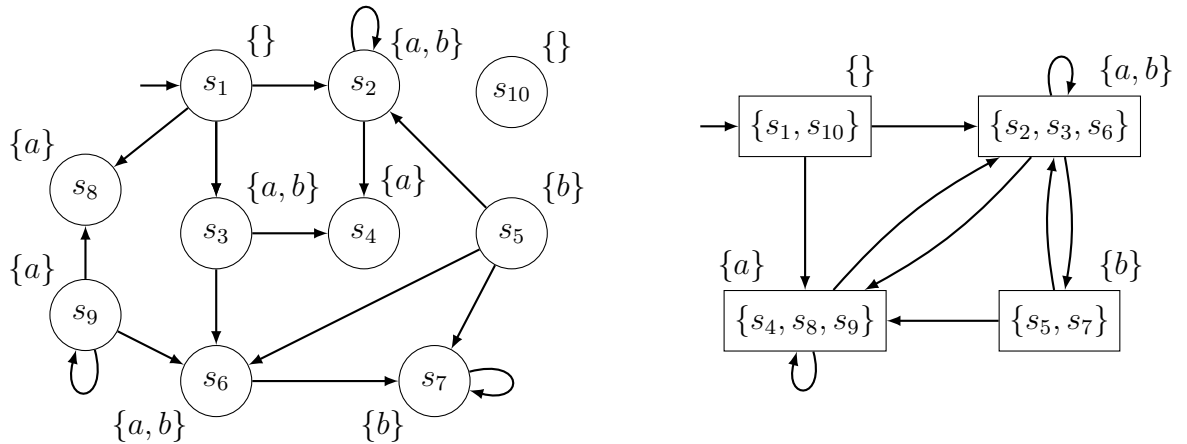 {}
s₁
{a, b}
s₂
{}
s₁₀
{a}
s₈
{a, b}
s₃
{a}
s₄
{b}
s₅
{a}
s₉
s₆
{a, b}
s₇
{b}
{}
{s₁, s₁₀}
{a, b}
{s₂, s₃, s₆}
{a}
{s₄, s₈, s₉}
{b}
{s₅, s₇}